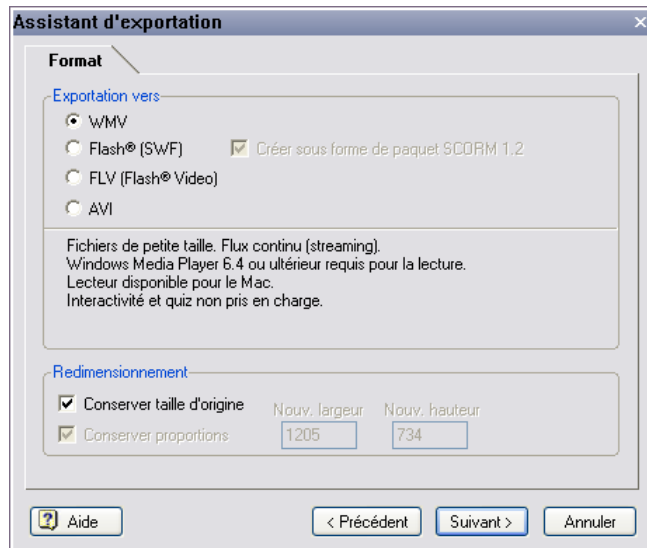 Assistant d'exportation
Format
Exportation vers
WMV
Flash® (SWF) Créer sous forme de paquet SCORM 1.2
FLV (Flash® Video)
AVI
Fichiers de petite taille. Flux continu (streaming).
Windows Media Player 6.4 ou ultérieur requis pour la lecture.
Lecteur disponible pour le Mac.
Interactivité et quiz non pris en charge.
Redimensionnement
Conserver taille d'origine Nouv. largeur Nouv. hauteur
Conserver proportions 1205 734
Aide < Précédent Suivant > Annuler